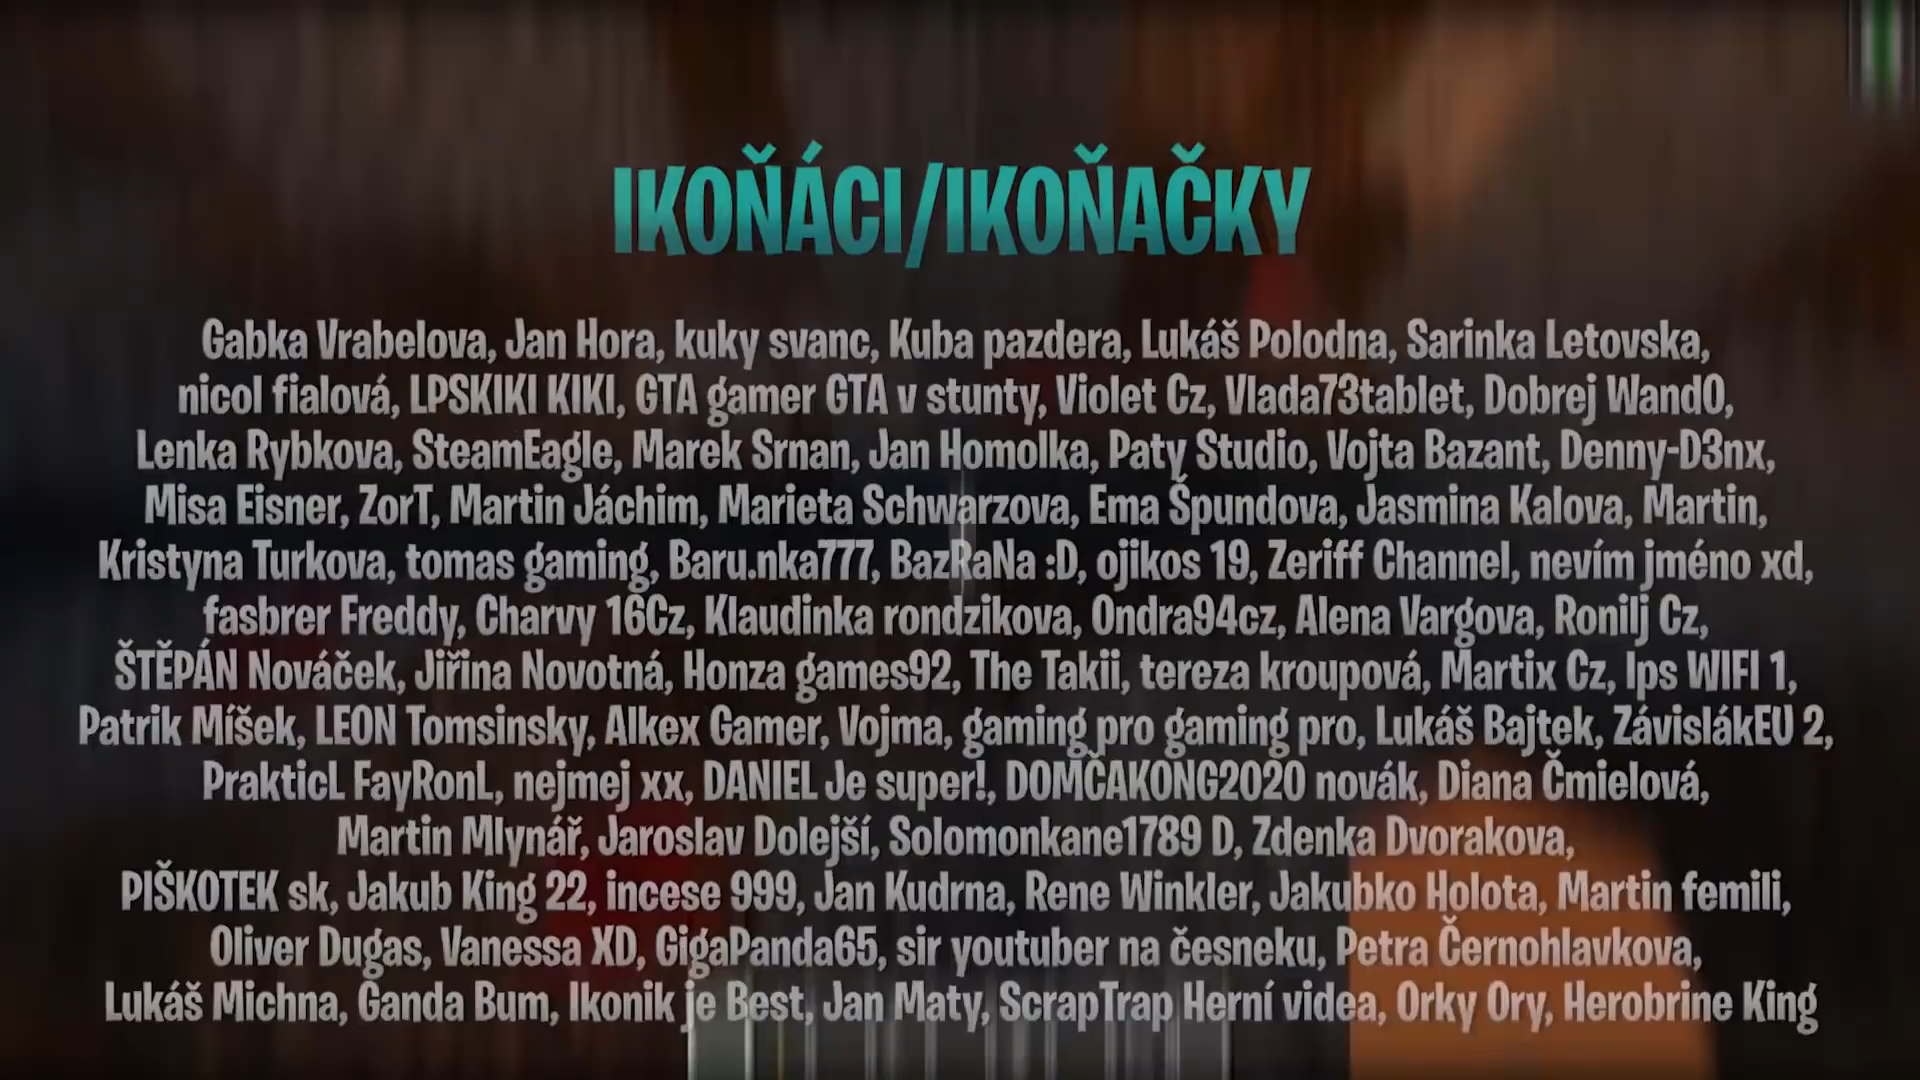 IKOŇÁCI/IKOŇAČKY
Gabka Vrabelova, Jan Hora, kuky svanc, Kuba pazdera, Lukáš Polodna, Sarinka Letovska,
nicol fialová, LPSKIKI KIKI, GTA gamer GTA v stunty, Violet Cz, Vlada73tablet, Dobrej Wand0,
Lenka Rybkova, SteamEagle, Marek Srnan, Jan Homolka, Paty Studio, Vojta Bazant, Denny-D3nx,
Misa Eisner, ZorT, Martin Jáchim, Marieta Schwarzova, Ema Špundova, Jasmina Kalova, Martin,
Kristyna Turkova, tomas gaming, Baru.nka777, BazRaNa :D, ojikos 19, Zeriff Channel, nevím jméno xd,
fasbrer Freddy, Charvy 16Cz, Klaudinka rondzikova, Ondra94cz, Alena Vargova, Ronilj Cz,
ŠTĚPÁN Nováček, Jiřina Novotná, Honza games92, The Takii, tereza kroupová, Martix Cz, lps WIFI 1,
Patrik Míšek, LEON Tomsinsky, Alkex Gamer, Vojma, gaming pro gaming pro, Lukáš Bajtek, ZávislákEU 2,
PrakticL FayRonL, nejmej xx, DANIEL Je super!, DOMČAKONG2020 novák, Diana Čmielová,
Martin Mlynář, Jaroslav Dolejší, Solomonkane1789 D, Zdenka Dvorakova,
PIŠKOTEK sk, Jakub King 22, incese 999, Jan Kudrna, Rene Winkler, Jakubko Holota, Martin femili,
Oliver Dugas, Vanessa XD, GigaPanda65, sir youtuber na česneku, Petra Černohlavkova,
Lukáš Michna, Ganda Bum, Ikonik je Best, Jan Maty, ScrapTrap Herní videa, Orky Ory, Herobrine King